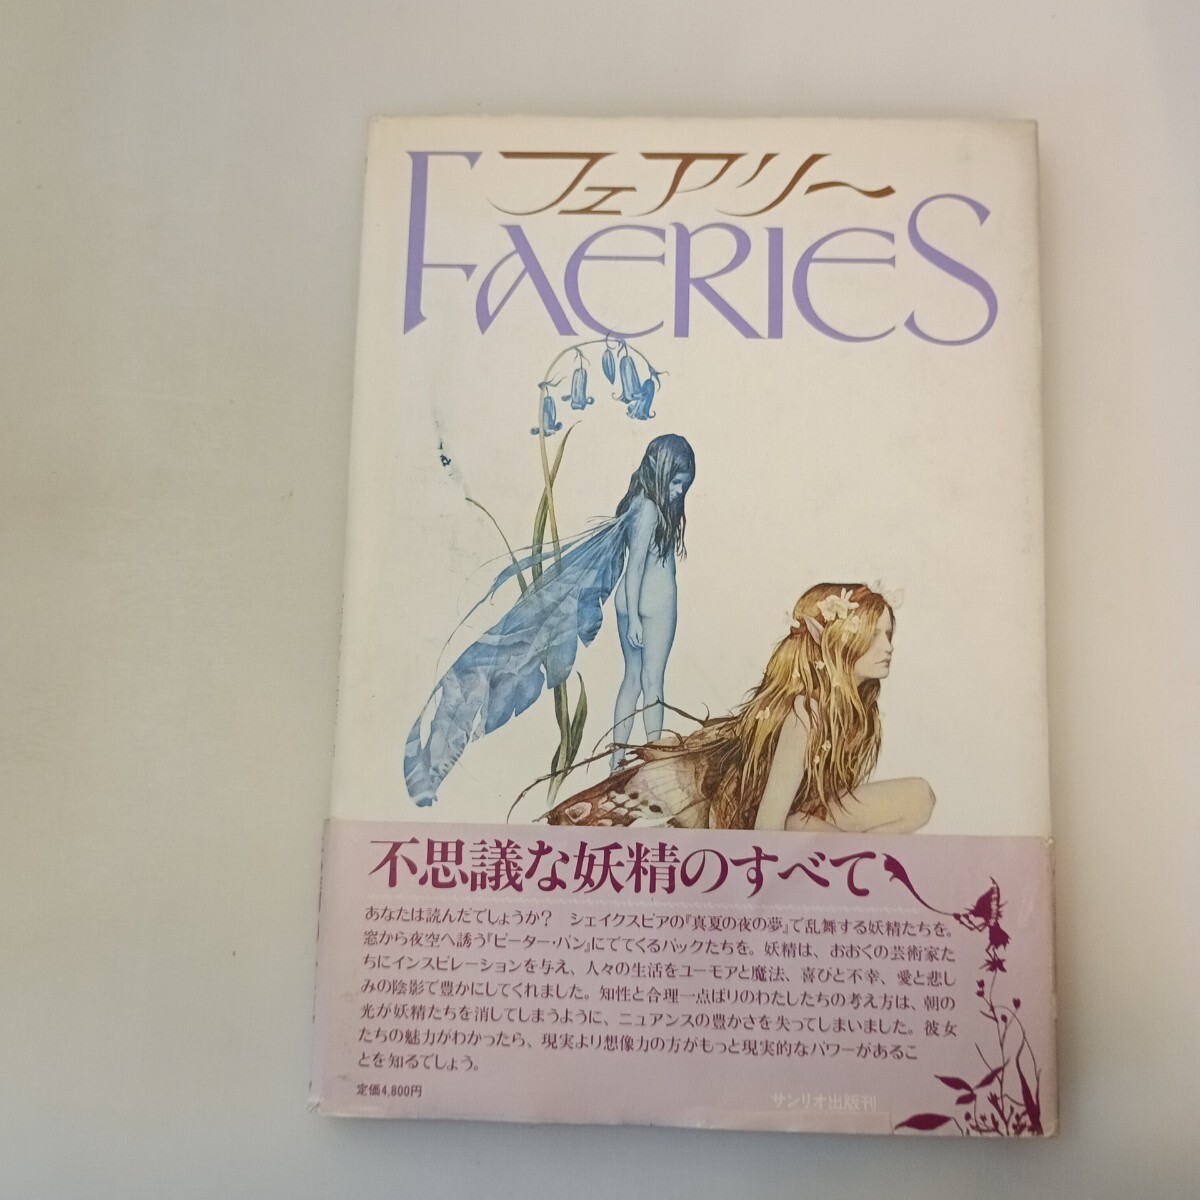 フェアリー
FAERIES
不思議な妖精のすべて
あなたは読んだでしょうか？　シェイクスピアの『真夏の夜の夢』で乱舞する妖精たちを。
窓から夜空へ誘う『ピーター・パン』にでてくるパックたちを。妖精は、おおくの芸術家た
ちにインスピレーションを与え、人々の生活をユーモアと魔法、喜びと不幸、愛と悲し
みの陰影で豊かにしてくれました。知性と合理一点ばりのわたしたちの考え方は、朝の
光が妖精たちを消してしまうように、ニュアンスの豊かさを失ってしまいました。彼女
たちの魅力がわかったら、現実より想像力の方がもっと現実的なパワーがあるこ
とを知るでしょう。
定価4,800円
サンリオ出版刊